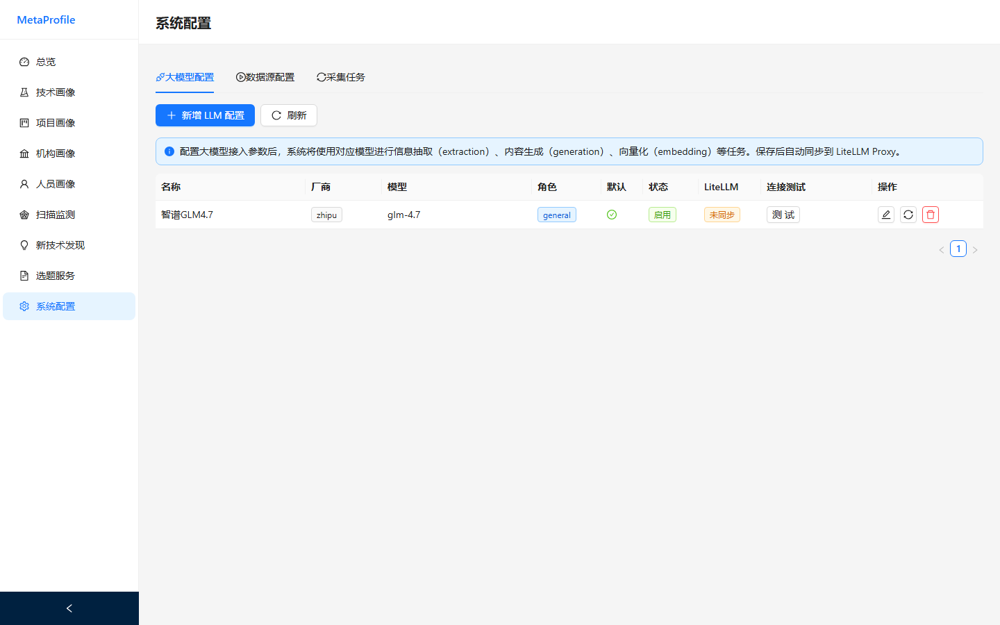 MetaProfile
系统配置
总览
技术画像
项目画像
机构画像
人员画像
扫描监测
新技术发现
选题服务
系统配置
大模型配置 数据源配置 采集任务
新增 LLM 配置 刷新
配置大模型接入参数后，系统将使用对应模型进行信息抽取（extraction）、内容生成（generation）、向量化（embedding）等任务。保存后自动同步到 LiteLLM Proxy。
名称 厂商 模型 角色 默认 状态 LiteLLM 连接测试 操作
智谱GLM4.7 zhipu glm-4.7 general 启用 未同步 测 试
1